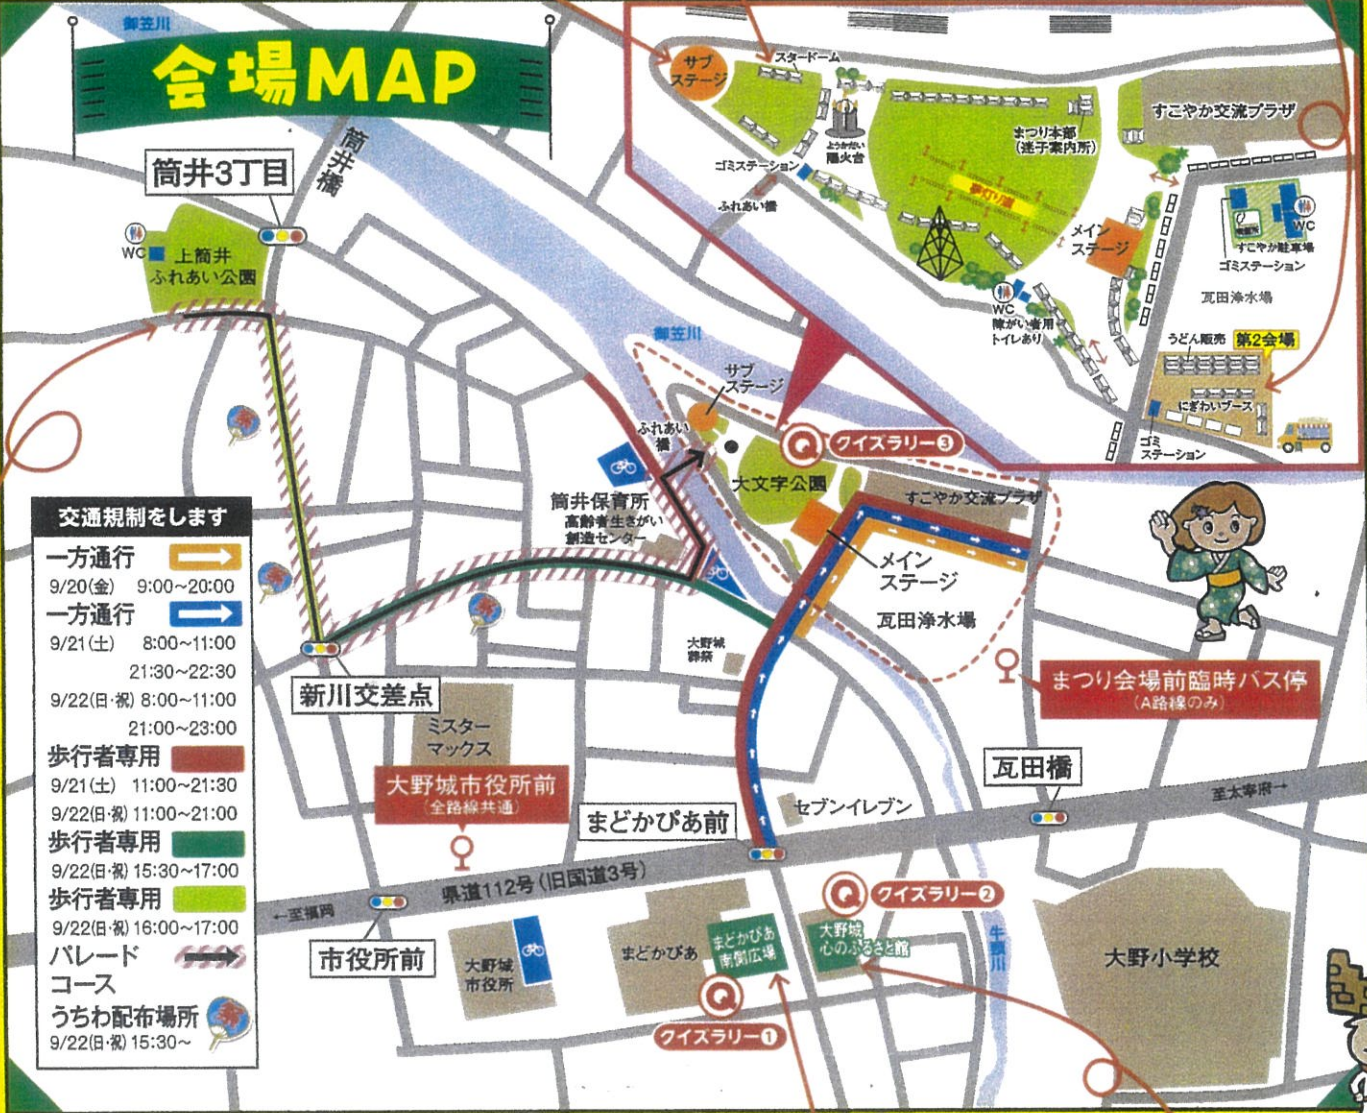 御笠川
会場MAP
筒井3丁目
筒井橋
WC
上筒井
ふれあい公園
サブ
ステージ
スタードーム
ようかだい
陽火台
まつり本部
(迷子案内所)
すこやか交流プラザ
ゴミステーション
ふれあい橋
夢灯り道
メイン
ステージ
WC
すこやか駐車場
ゴミステーション
瓦田浄水場
WC
障がい者用
トイレあり
うどん販売
第2会場
にぎわいブース
ゴミ
ステーション
御笠川
サブ
ステージ
ふれあい
橋
Q クイズラリー❸
大文字公園
すこやか交流プラザ
筒井保育所
高齢者生きがい
創造センター
メイン
ステージ
瓦田浄水場
大野城
葬祭
まつり会場前臨時バス停
(A路線のみ)
新川交差点
ミスター
マックス
大野城市役所前
(全路線共通)
瓦田橋
至太宰府→
セブンイレブン
まどかぴあ前
県道112号(旧国道3号)
←至福岡
市役所前
大野城
市役所
まどかぴあ
まどかぴあ
南側広場
Q クイズラリー❷
大野城
心のふるさと館
Q
クイズラリー❶
牛頸川
大野小学校
交通規制をします
一方通行
9/20(金) 9:00~20:00
一方通行
9/21(土) 8:00~11:00
21:30~22:30
9/22(日・祝) 8:00~11:00
21:00~23:00
歩行者専用
9/21(土) 11:00~21:30
9/22(日・祝) 11:00~21:00
歩行者専用
9/22(日・祝) 15:30~17:00
歩行者専用
9/22(日・祝) 16:00~17:00
パレード
コース
うちわ配布場所
9/22(日・祝) 15:30~